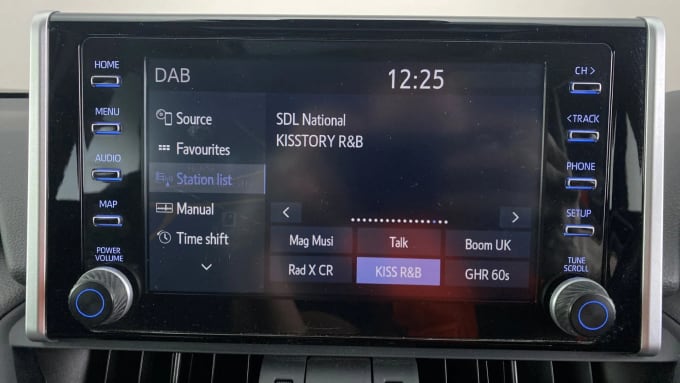 HOME
MENU
AUDIO
MAP
POWER
VOLUME
DAB
12:25
Source
Favourites
Station list
Manual
Time shift
SDL National
KISSTORY R&B
Mag Musi
Talk
Boom UK
Rad X CR
KISS R&B
GHR 60s
CH >
< TRACK
PHONE
SETUP
TUNE
SCROLL